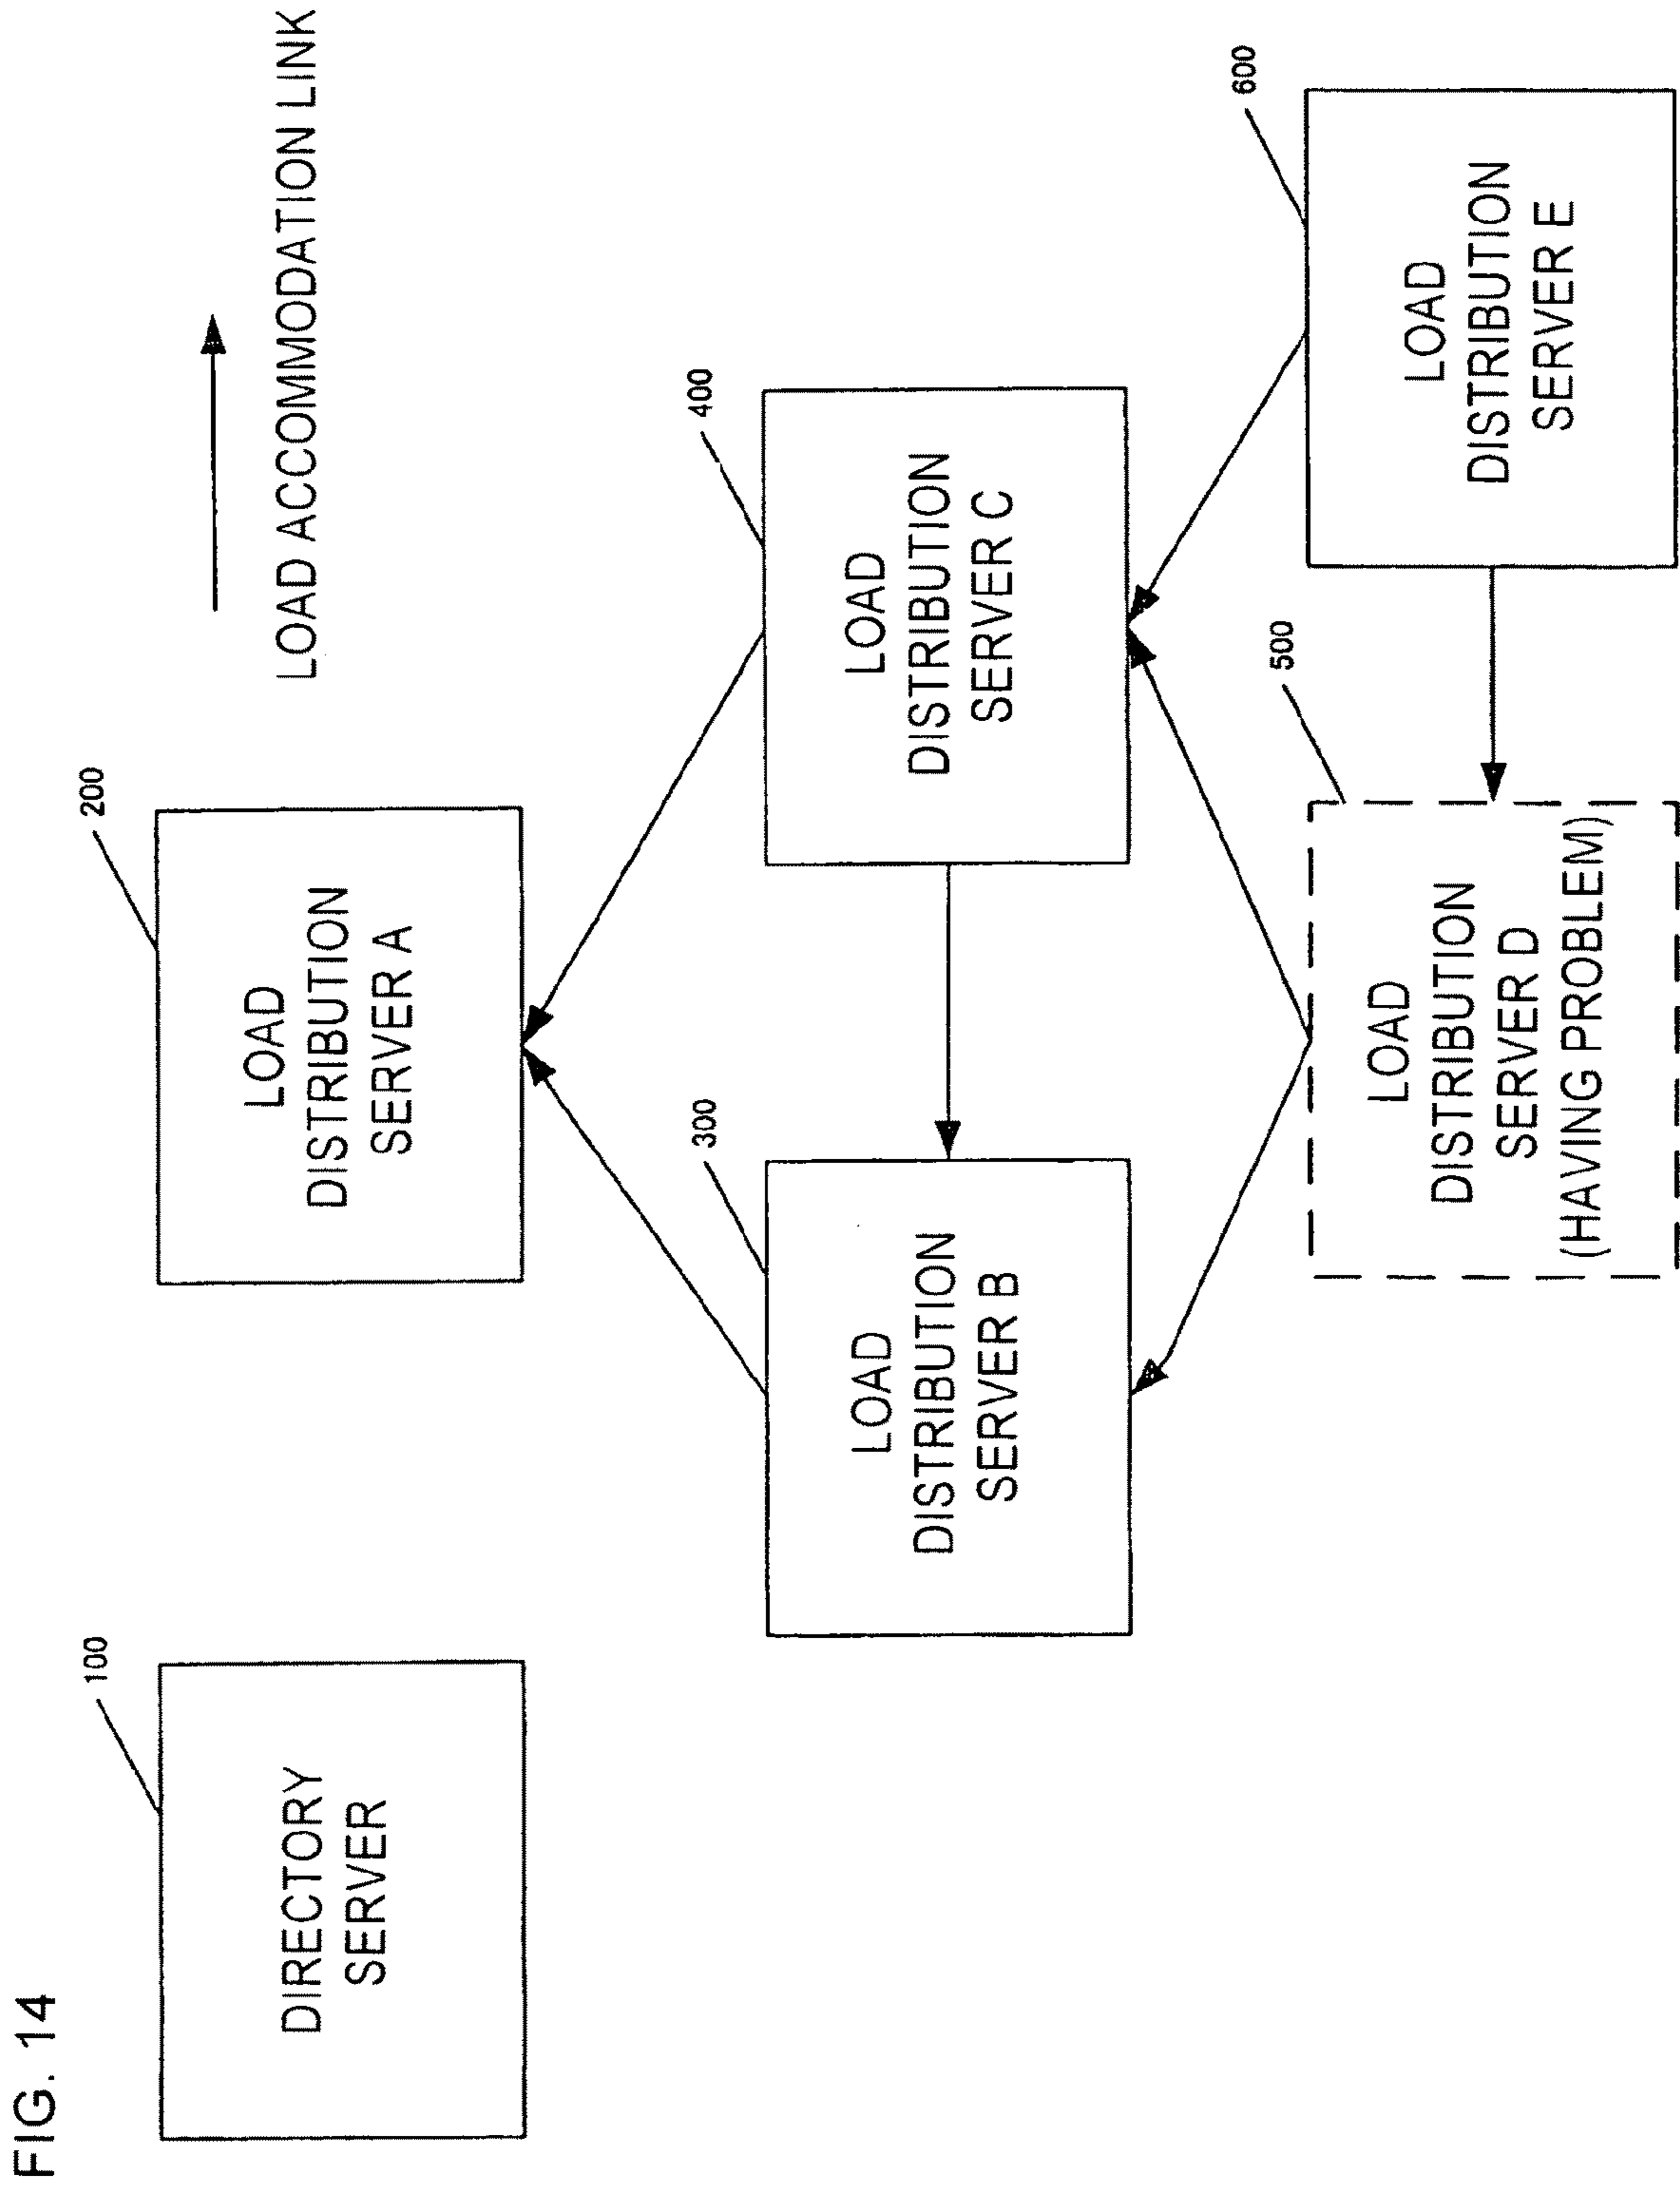 FIG. 14
100
DIRECTORY
SERVER
200
LOAD
DISTRIBUTION
SERVER A
LOAD ACCOMMODATION LINK
300
LOAD
DISTRIBUTION
SERVER B
400
LOAD
DISTRIBUTION
SERVER C
500
LOAD
DISTRIBUTION
SERVER D
(HAVING PROBLEM)
600
LOAD
DISTRIBUTION
SERVER E